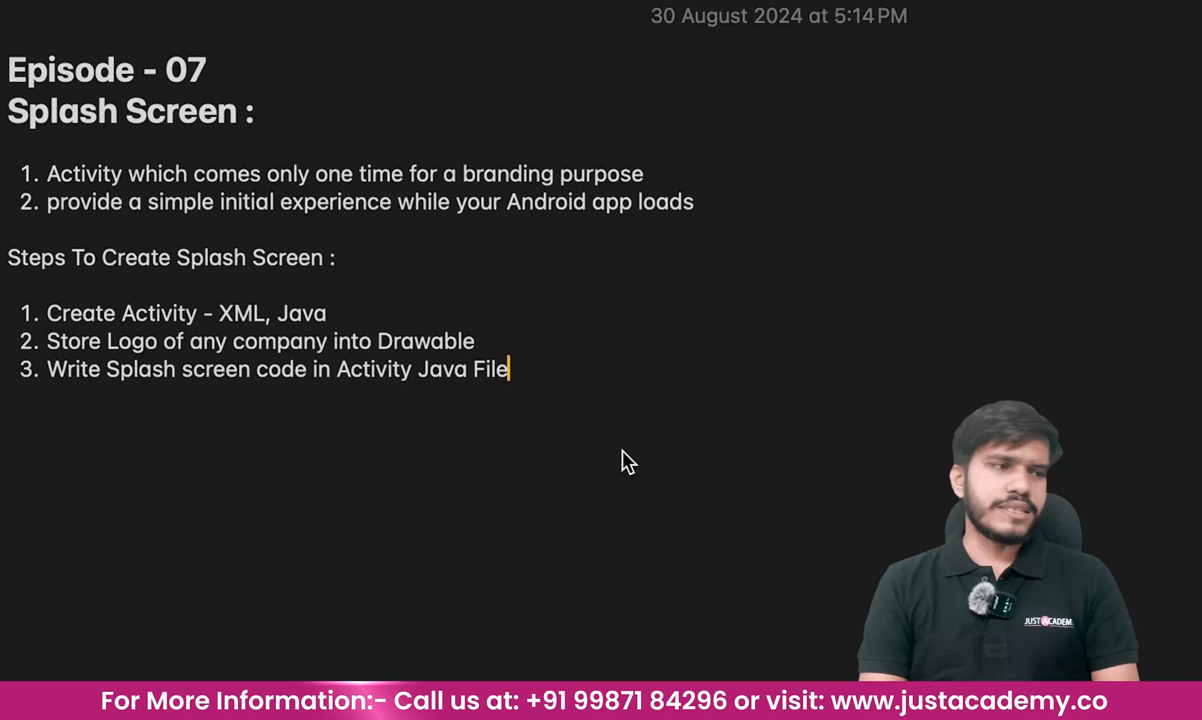 30 August 2024 at 5:14 PM
Episode - 07
Splash Screen :
1. Activity which comes only one time for a branding purpose
2. provide a simple initial experience while your Android app loads
Steps To Create Splash Screen :
1. Create Activity - XML, Java
2. Store Logo of any company into Drawable
3. Write Splash screen code in Activity Java File
JUSTACADEM
For More Information:- Call us at: +91 99871 84296 or visit: www.justacademy.co